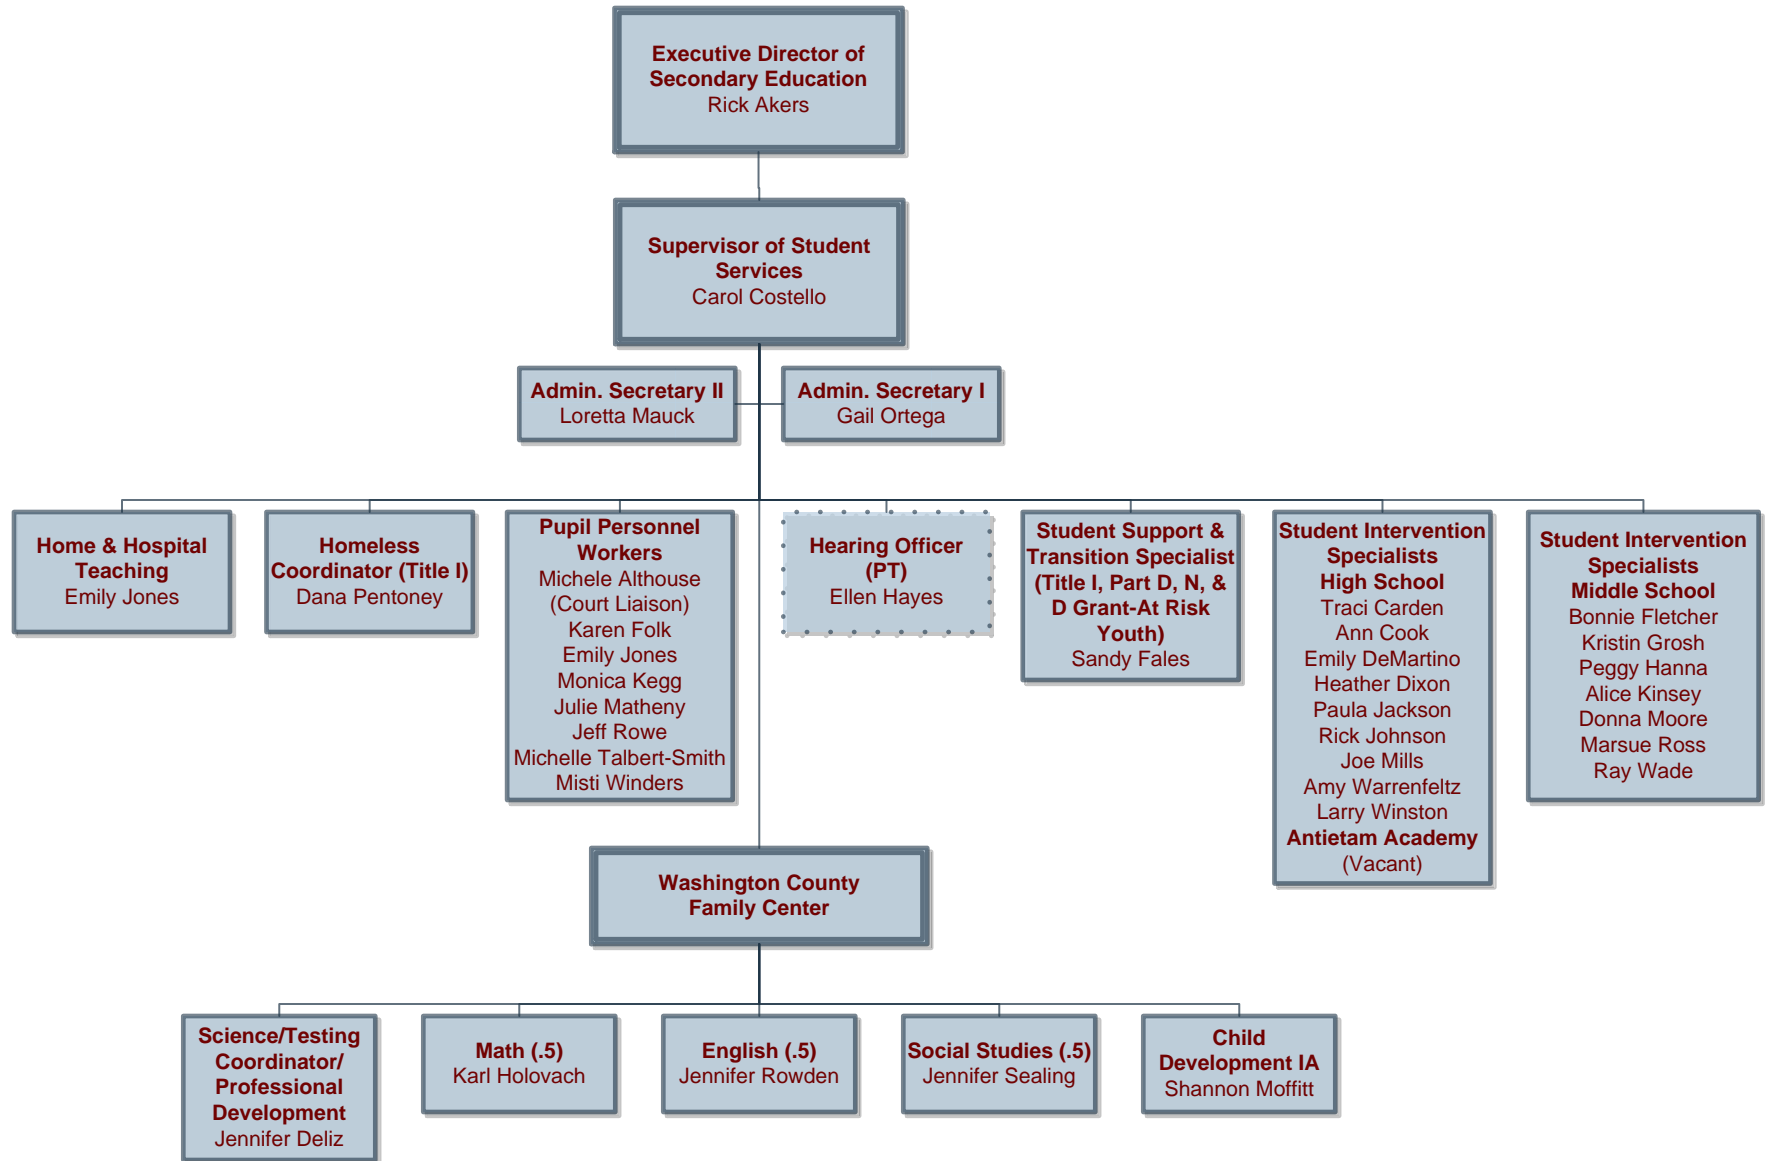 Executive Director of
Secondary Education
Rick Akers
Supervisor of Student
Services
Carol Costello
Admin. Secretary II
Loretta Mauck
Admin. Secretary I
Gail Ortega
Home & Hospital
Teaching
Emily Jones
Homeless
Coordinator (Title I)
Dana Pentoney
Pupil Personnel
Workers
Michele Althouse
(Court Liaison)
Karen Folk
Emily Jones
Monica Kegg
Julie Matheny
Jeff Rowe
Michelle Talbert-Smith
Misti Winders
Hearing Officer
(PT)
Ellen Hayes
Student Support &
Transition Specialist
(Title I, Part D, N, &
D Grant-At Risk
Youth)
Sandy Fales
Student Intervention
Specialists
High School
Traci Carden
Ann Cook
Emily DeMartino
Heather Dixon
Paula Jackson
Rick Johnson
Joe Mills
Amy Warrenfeltz
Larry Winston
Antietam Academy
(Vacant)
Student Intervention
Specialists
Middle School
Bonnie Fletcher
Kristin Grosh
Peggy Hanna
Alice Kinsey
Donna Moore
Marsue Ross
Ray Wade
Washington County
Family Center
Science/Testing
Coordinator/
Professional
Development
Jennifer Deliz
Math (.5)
Karl Holovach
English (.5)
Jennifer Rowden
Social Studies (.5)
Jennifer Sealing
Child
Development IA
Shannon Moffitt